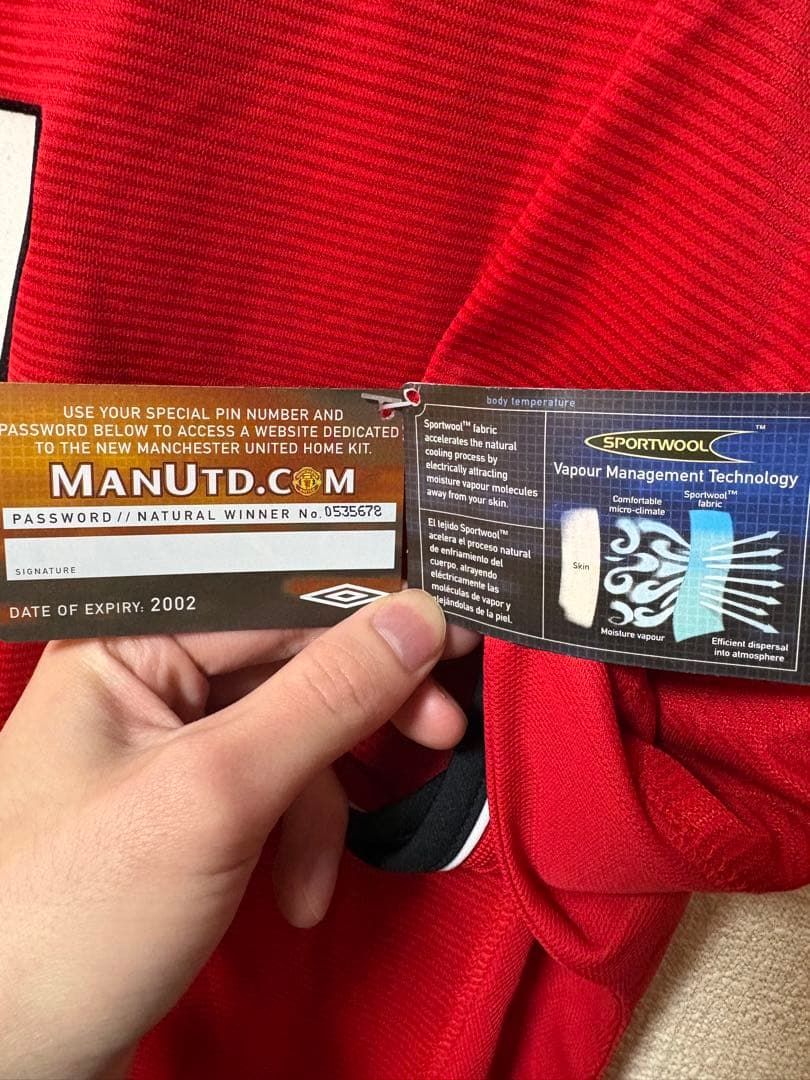 USE YOUR SPECIAL PIN NUMBER AND
PASSWORD BELOW TO ACCESS A WEBSITE DEDICATED
TO THE NEW MANCHESTER UNITED HOME KIT.
MANUTD.COM
PASSWORD // NATURAL WINNER No. 0535678
SIGNATURE
DATE OF EXPIRY: 2002
body temperature
Sportwool™ fabric
accelerates the natural
cooling process by
electrically attracting
moisture vapour molecules
away from your skin.
El lejido Sportwool™
acelera el proceso natural
de enfriamiento del
cuerpo, atrayendo
eléctricamente las
moléculas de vapor y
alejándolas de la piel.
SPORTWOOL™
Vapour Management Technology
Comfortable
micro-climate
Sportwool™
fabric
Skin
Moisture vapour
Efficient dispersal
into atmosphere